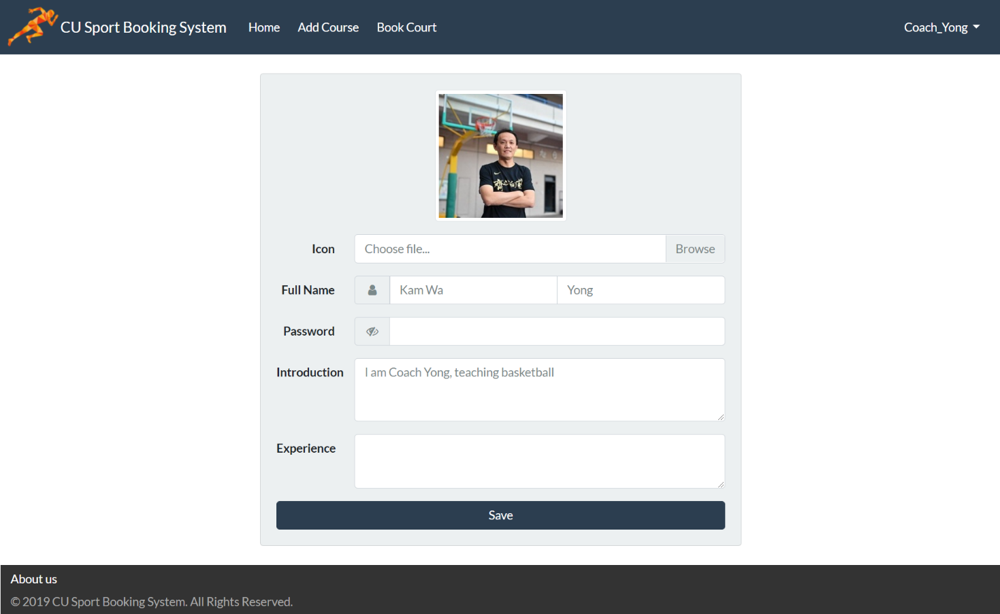 CU Sport Booking System Home Add Course Book Court Coach_Yong
Icon Choose file... Browse
Full Name Kam Wa Yong
Password
Introduction I am Coach Yong, teaching basketball
Experience
Save
About us
© 2019 CU Sport Booking System. All Rights Reserved.